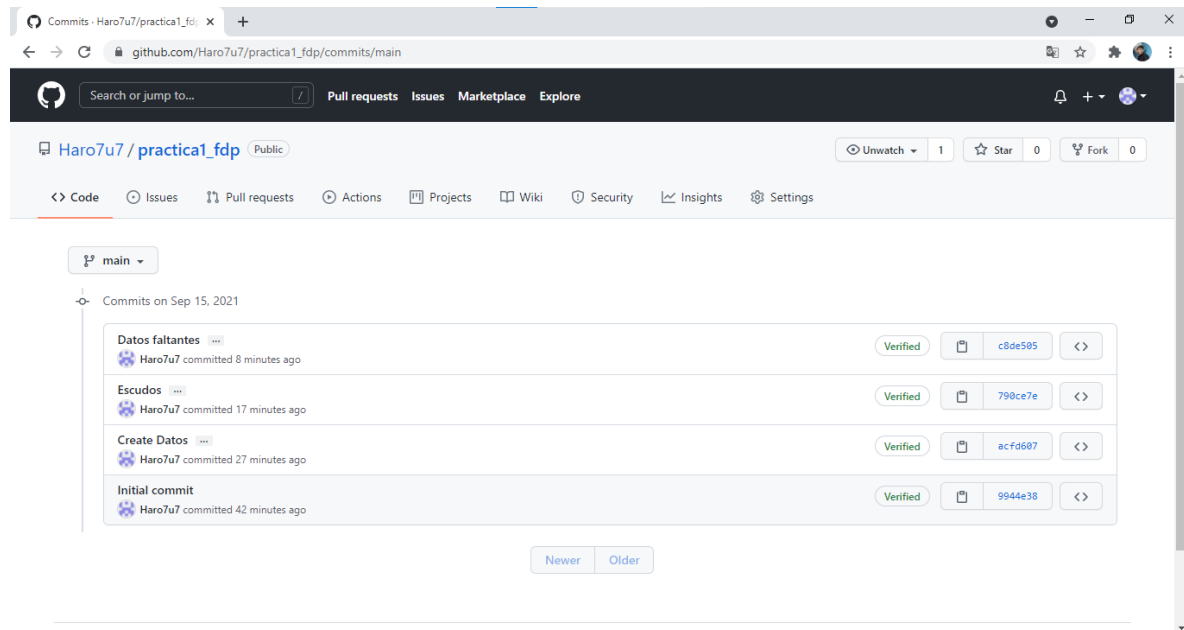 Commits · Haro7u7/practica1_fdp
github.com/Haro7u7/practica1_fdp/commits/main
Search or jump to... / Pull requests Issues Marketplace Explore
Haro7u7 / practica1_fdp Public Unwatch 1 Star 0 Fork 0
<> Code Issues Pull requests Actions Projects Wiki Security Insights Settings
main
Commits on Sep 15, 2021
Datos faltantes ...
Haro7u7 committed 8 minutes ago Verified c8de505 <>
Escudos ...
Haro7u7 committed 17 minutes ago Verified 790ce7e <>
Create Datos ...
Haro7u7 committed 27 minutes ago Verified acfd607 <>
Initial commit
Haro7u7 committed 42 minutes ago Verified 9944e38 <>
Newer Older